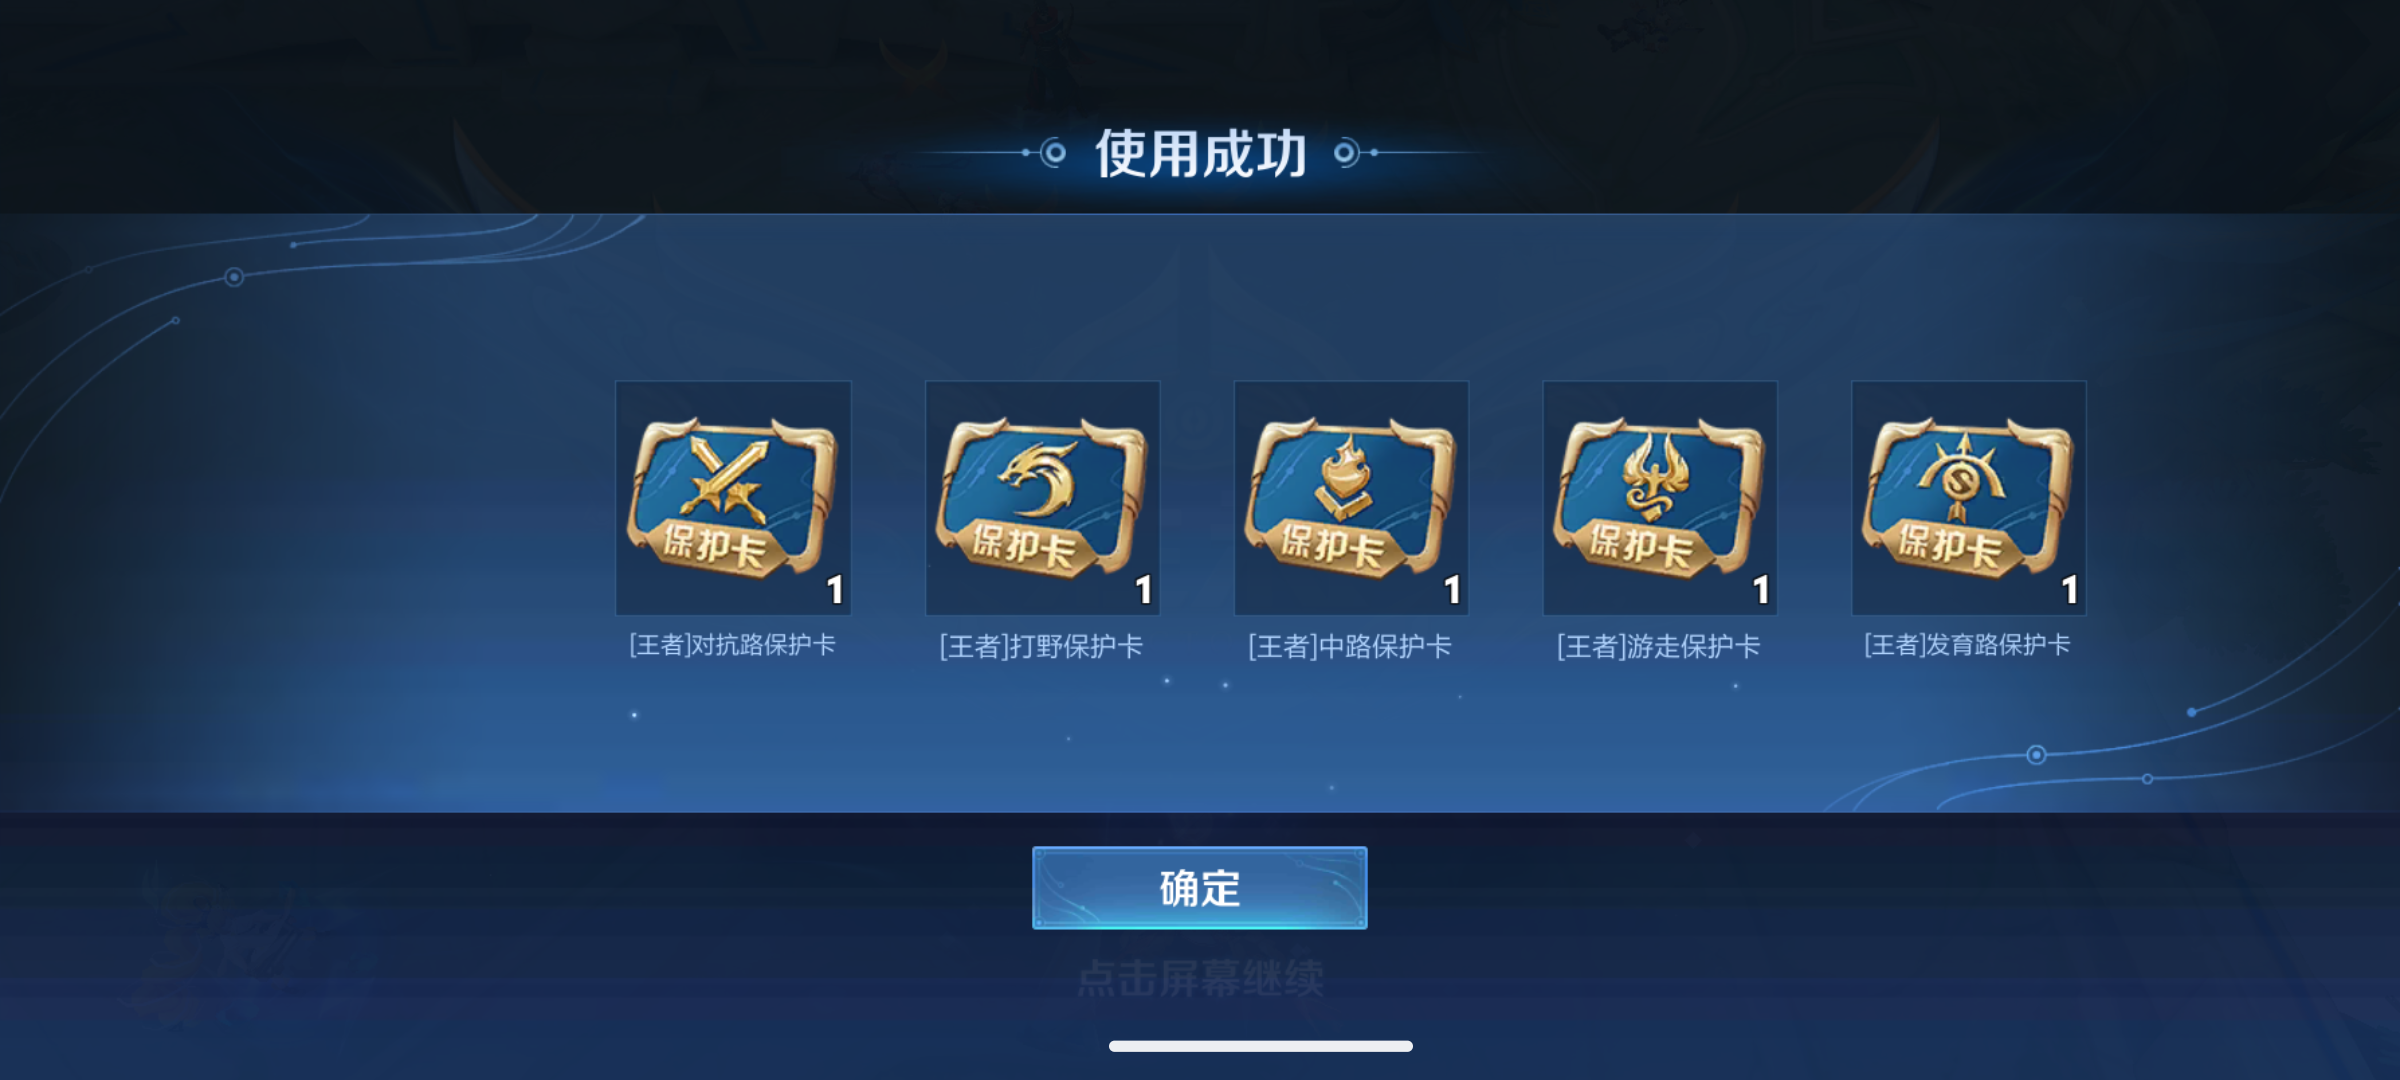 使用成功
保护卡 保护卡 保护卡 保护卡 保护卡
1 1 1 1 1
[王者]对抗路保护卡 [王者]打野保护卡 [王者]中路保护卡 [王者]游走保护卡 [王者]发育路保护卡
确定
点击屏幕继续